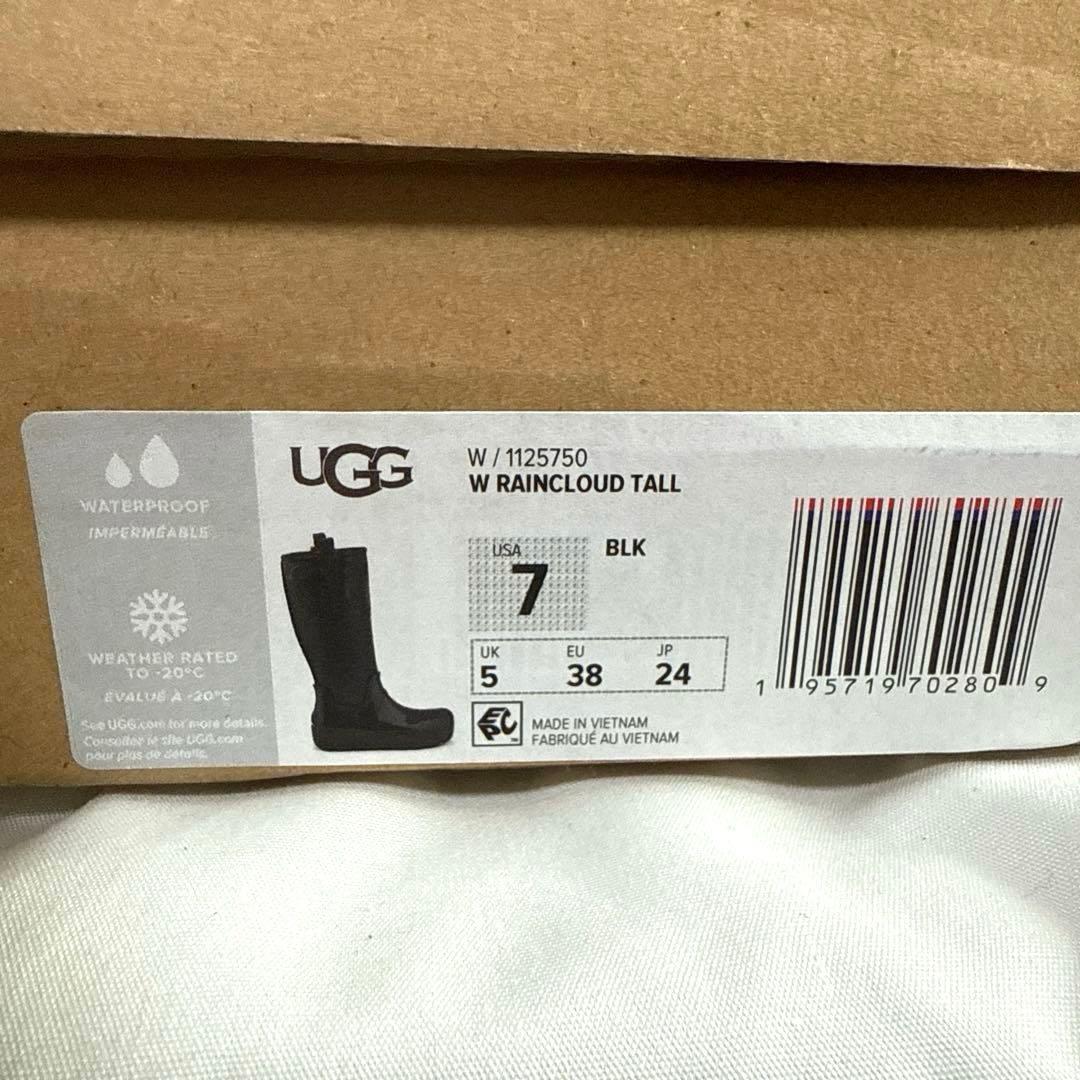 WATERPROOF
IMPERMÉABLE
WEATHER RATED
TO -20°C
ÉVALUÉ À -20°C
See UGG.com for more details.
Consultez le site UGG.com
pour plus de détails.
UGG
W / 1125750
W RAINCLOUD TALL
USA
7
BLK
UK EU JP
5 38 24
MADE IN VIETNAM
FABRIQUÉ AU VIETNAM
1 95719 70280 9